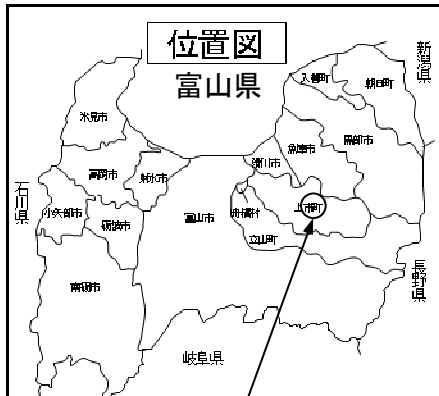 位置図
富山県
新潟県
入善町
朝日町
氷見市
魚津市
黒部市
滑川市
高岡市
射水市
石川県
小矢部市
砺波市
富山市
舟橋村
上市町
立山町
長野県
南砺市
岐阜県